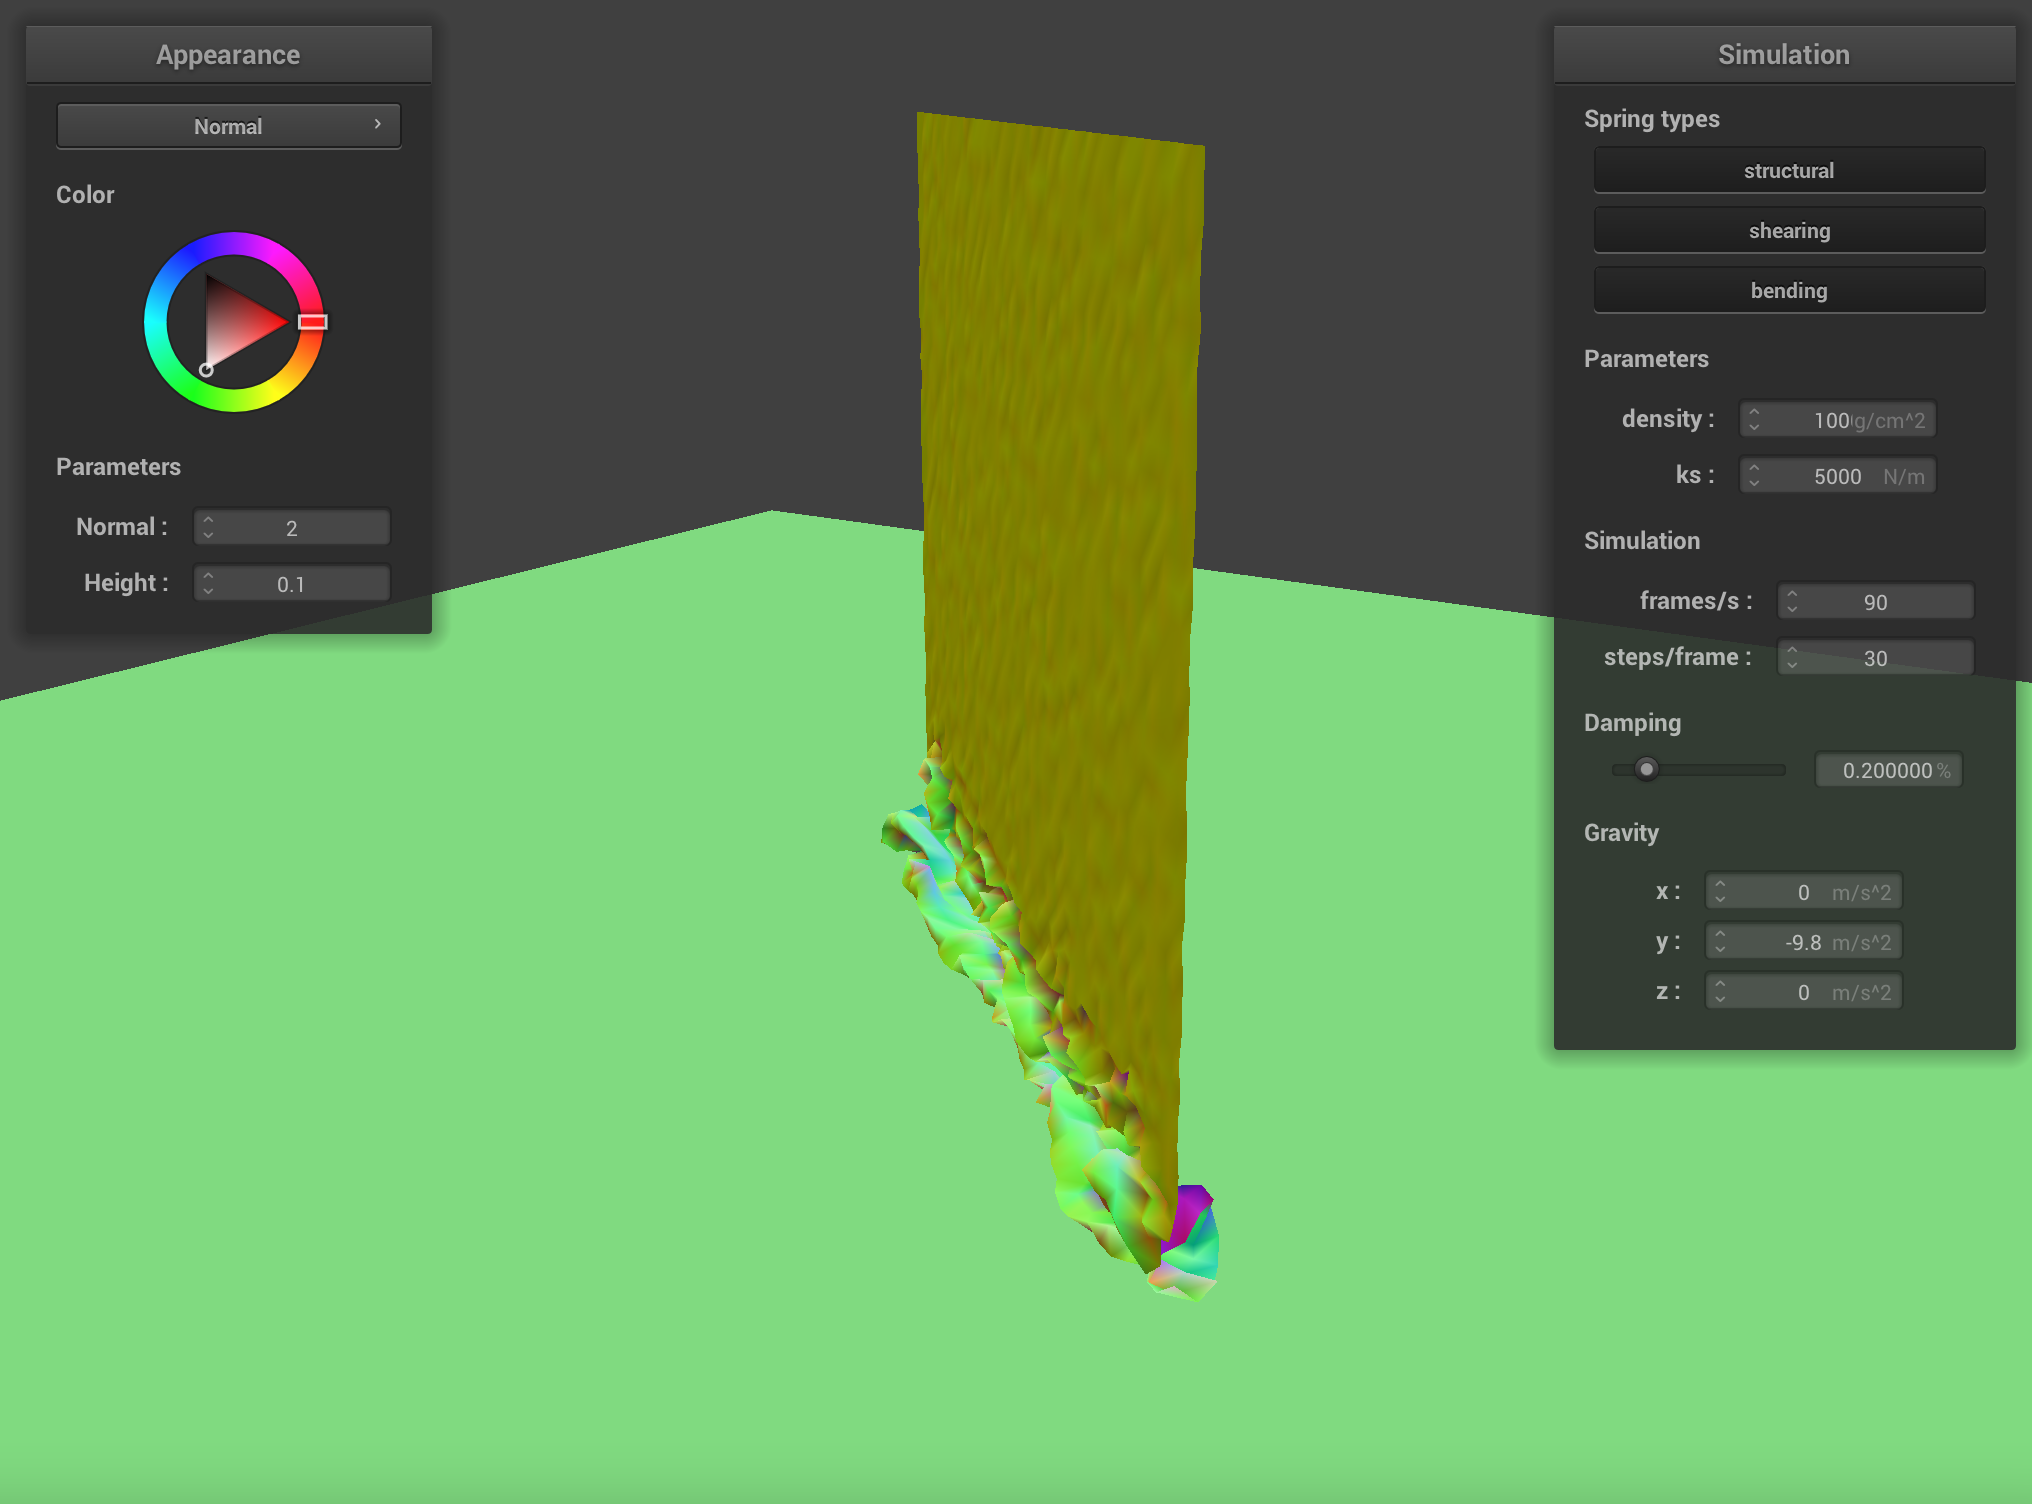 Appearance
Normal
Color
Parameters
Normal : 2
Height : 0.1
Simulation
Spring types
structural
shearing
bending
Parameters
density : 100 g/cm^2
ks : 5000 N/m
Simulation
frames/s : 90
steps/frame : 30
Damping
0.200000 %
Gravity
x : 0 m/s^2
y : -9.8 m/s^2
z : 0 m/s^2